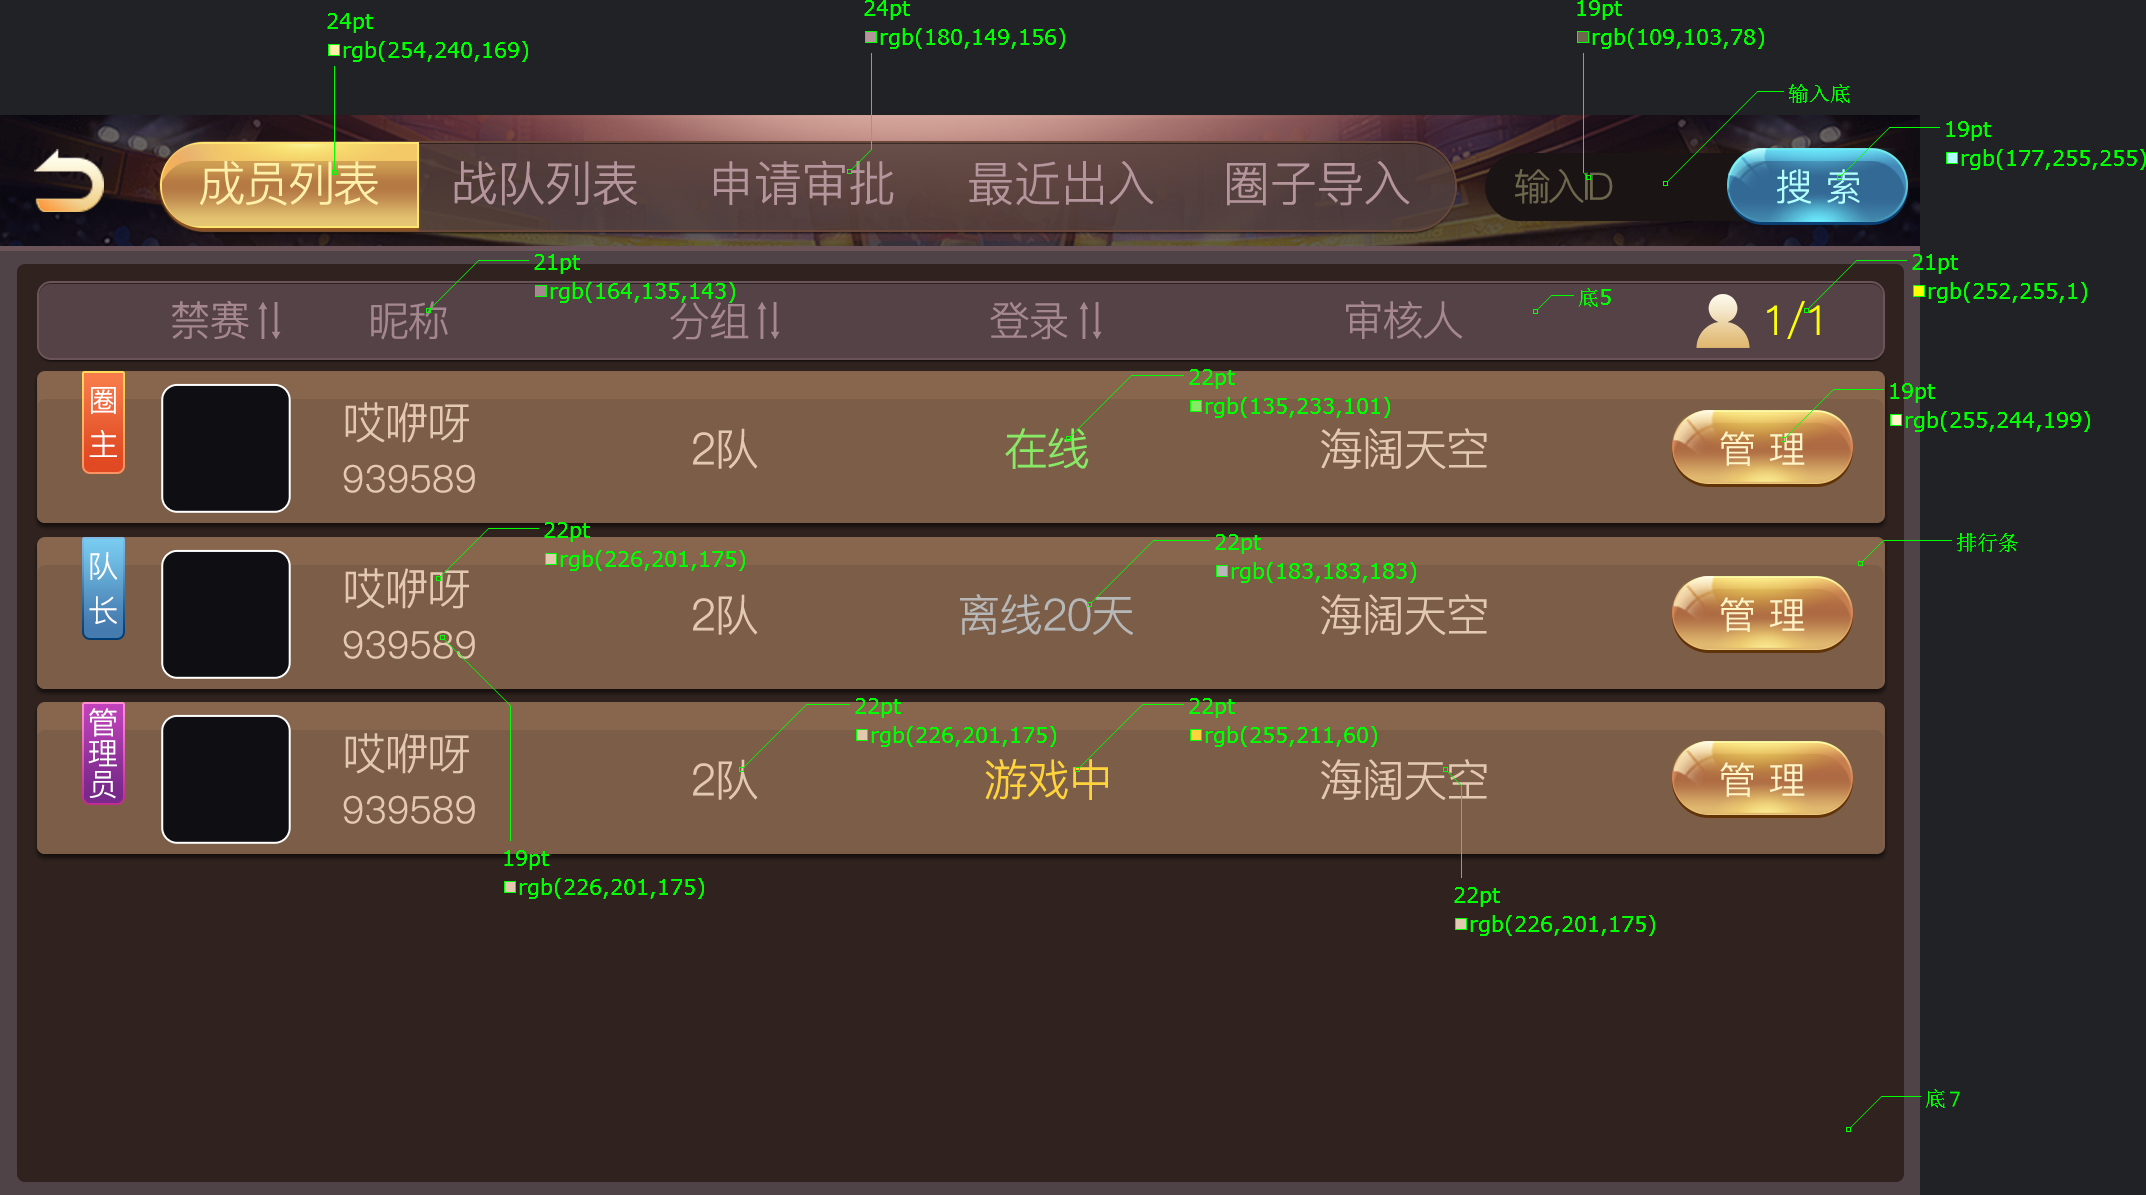 24pt
rgb(254,240,169)
24pt
rgb(180,149,156)
19pt
rgb(109,103,78)
输入底
19pt
rgb(177,255,255)
成员列表
战队列表
申请审批
最近出入
圈子导入
输入ID
搜 索
21pt
rgb(164,135,143)
21pt
rgb(252,255,1)
底5
禁赛
昵称
分组
登录
审核人
1/1
22pt
rgb(135,233,101)
19pt
rgb(255,244,199)
圈主
哎咿呀
939589
2队
在线
海阔天空
管 理
22pt
rgb(226,201,175)
22pt
rgb(183,183,183)
排行条
队长
哎咿呀
939589
2队
离线20天
海阔天空
管 理
22pt
rgb(226,201,175)
22pt
rgb(255,211,60)
管理员
哎咿呀
939589
2队
游戏中
海阔天空
管 理
19pt
rgb(226,201,175)
22pt
rgb(226,201,175)
底7